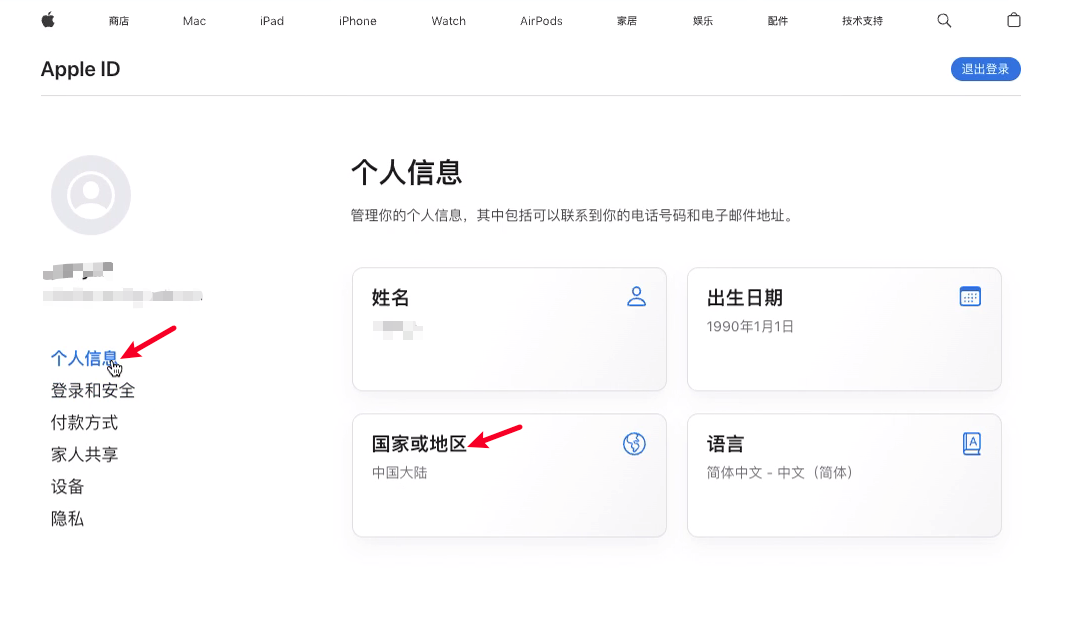 商店 Mac iPad iPhone Watch AirPods 家居 娱乐 配件 技术支持
Apple ID 退出登录
个人信息
管理你的个人信息，其中包括可以联系到你的电话号码和电子邮件地址。
姓名
出生日期
1990年1月1日
个人信息
登录和安全
付款方式
家人共享
设备
隐私
国家或地区
中国大陆
语言
简体中文 - 中文（简体）